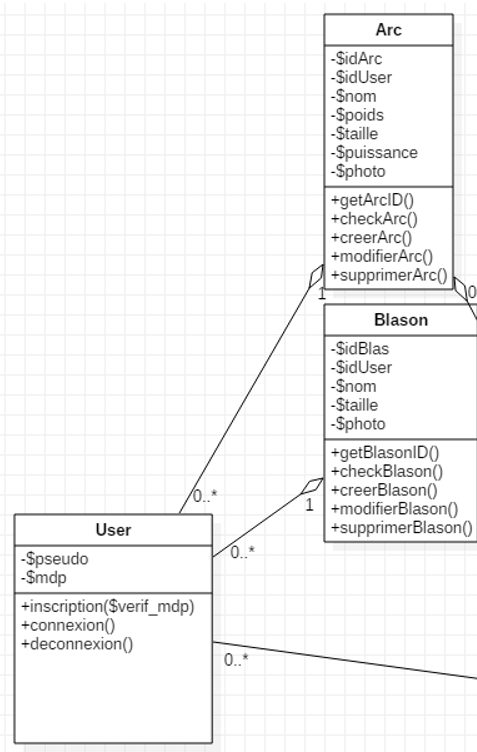 Arc
-$idArc
-$idUser
-$nom
-$poids
-$taille
-$puissance
-$photo
+getArcID()
+checkArc()
+creerArc()
+modifierArc()
+supprimerArc()
1
0
Blason
-$idBlas
-$idUser
-$nom
-$taille
-$photo
+getBlasonID()
+checkBlason()
+creerBlason()
+modifierBlason()
+supprimerBlason()
1
0..*
0..*
User
-$pseudo
-$mdp
+inscription($verif_mdp)
+connexion()
+deconnexion()
0..*